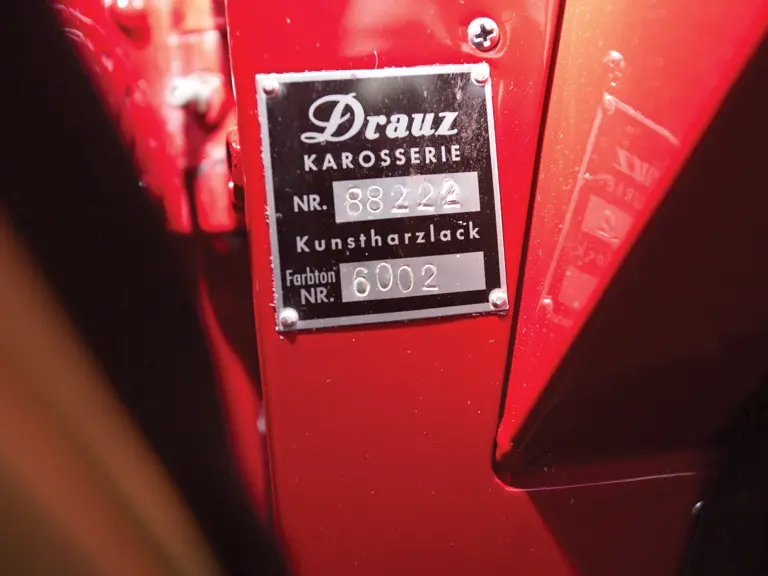 Drauz
KAROSSERIE
NR. 88222
Kunstharzlack
Farbton
NR. 6002